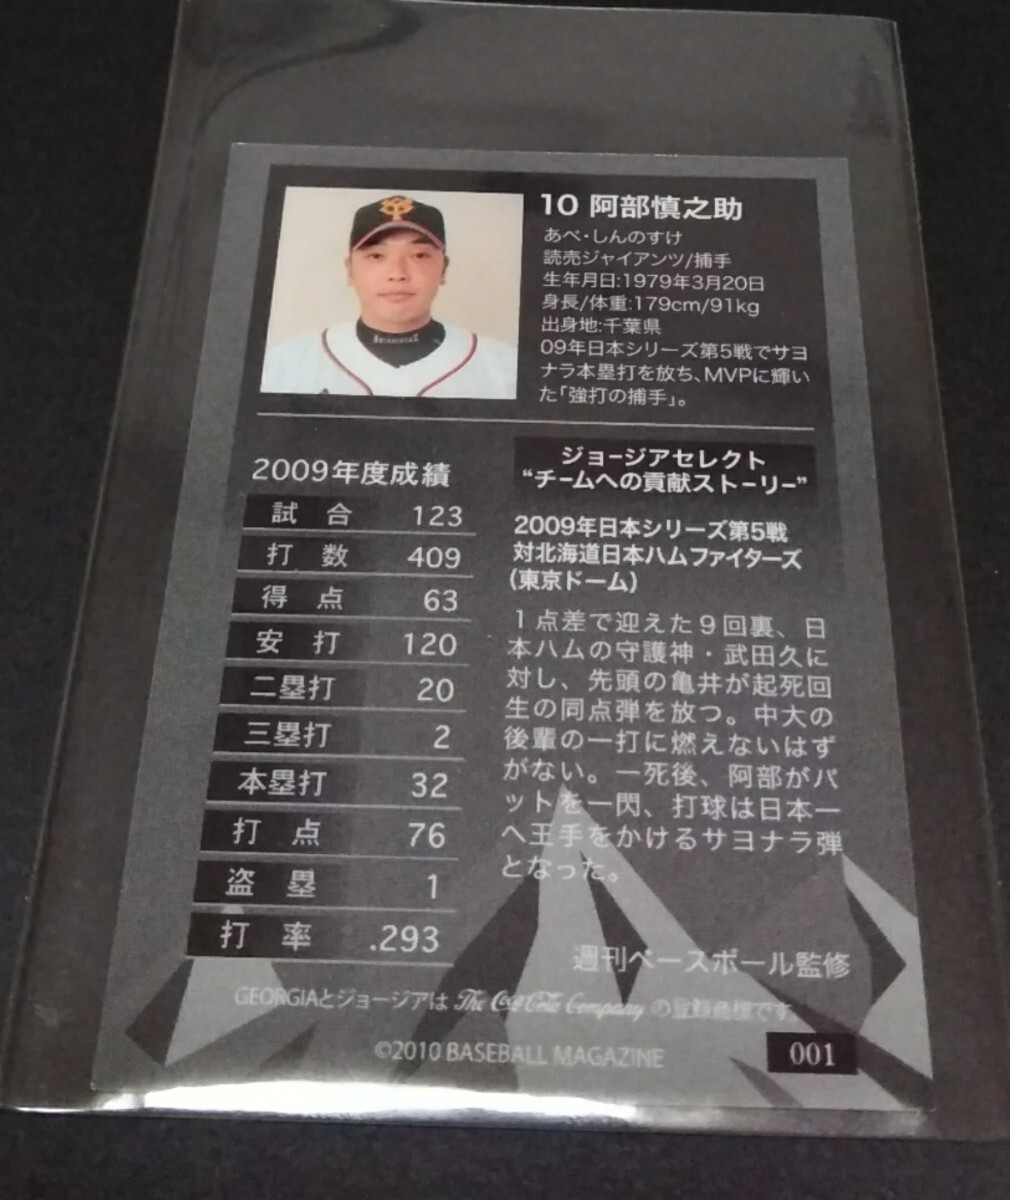 10 阿部慎之助
あべ・しんのすけ
読売ジャイアンツ/捕手
生年月日:1979年3月20日
身長/体重:179cm/91kg
出身地:千葉県
09年日本シリーズ第5戦でサヨ
ナラ本塁打を放ち、MVPに輝い
た「強打の捕手」。
2009年度成績
試合 123
打数 409
得点 63
安打 120
二塁打 20
三塁打 2
本塁打 32
打点 76
盗塁 1
打率 .293
ジョージアセレクト
“チームへの貢献ストーリー”
2009年日本シリーズ第5戦
対北海道日本ハムファイターズ
(東京ドーム)
1点差で迎えた9回裏、日
本ハムの守護神・武田久に
対し、先頭の亀井が起死回
生の同点弾を放つ。中大の
後輩の一打に燃えないはず
がない。一死後、阿部がバ
ットを一閃、打球は日本一
へ王手をかけるサヨナラ弾
となった。
週刊ベースボール監修
GEORGIAとジョージアは The Coca-Cola Company の登録商標です
©2010 BASEBALL MAGAZINE
001